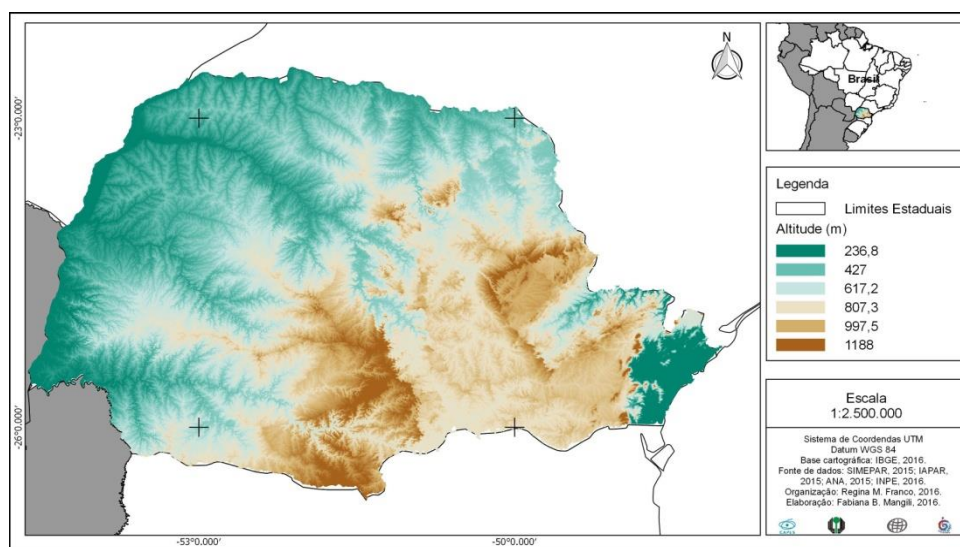 N
-23°0.000'
-26°0.000'
-53°0.000'
-50°0.000'
Brasil
Legenda
Limites Estaduais
Altitude (m)
236,8
427
617,2
807,3
997,5
1188
Escala
1:2.500.000
Sistema de Coordendas UTM
Datum WGS 84
Base cartográfica: IBGE, 2016.
Fonte de dados: SIMEPAR, 2015; IAPAR,
2015; ANA, 2015; INPE, 2016.
Organização: Regina M. Franco, 2016.
Elaboração: Fabiana B. Mangili, 2016.